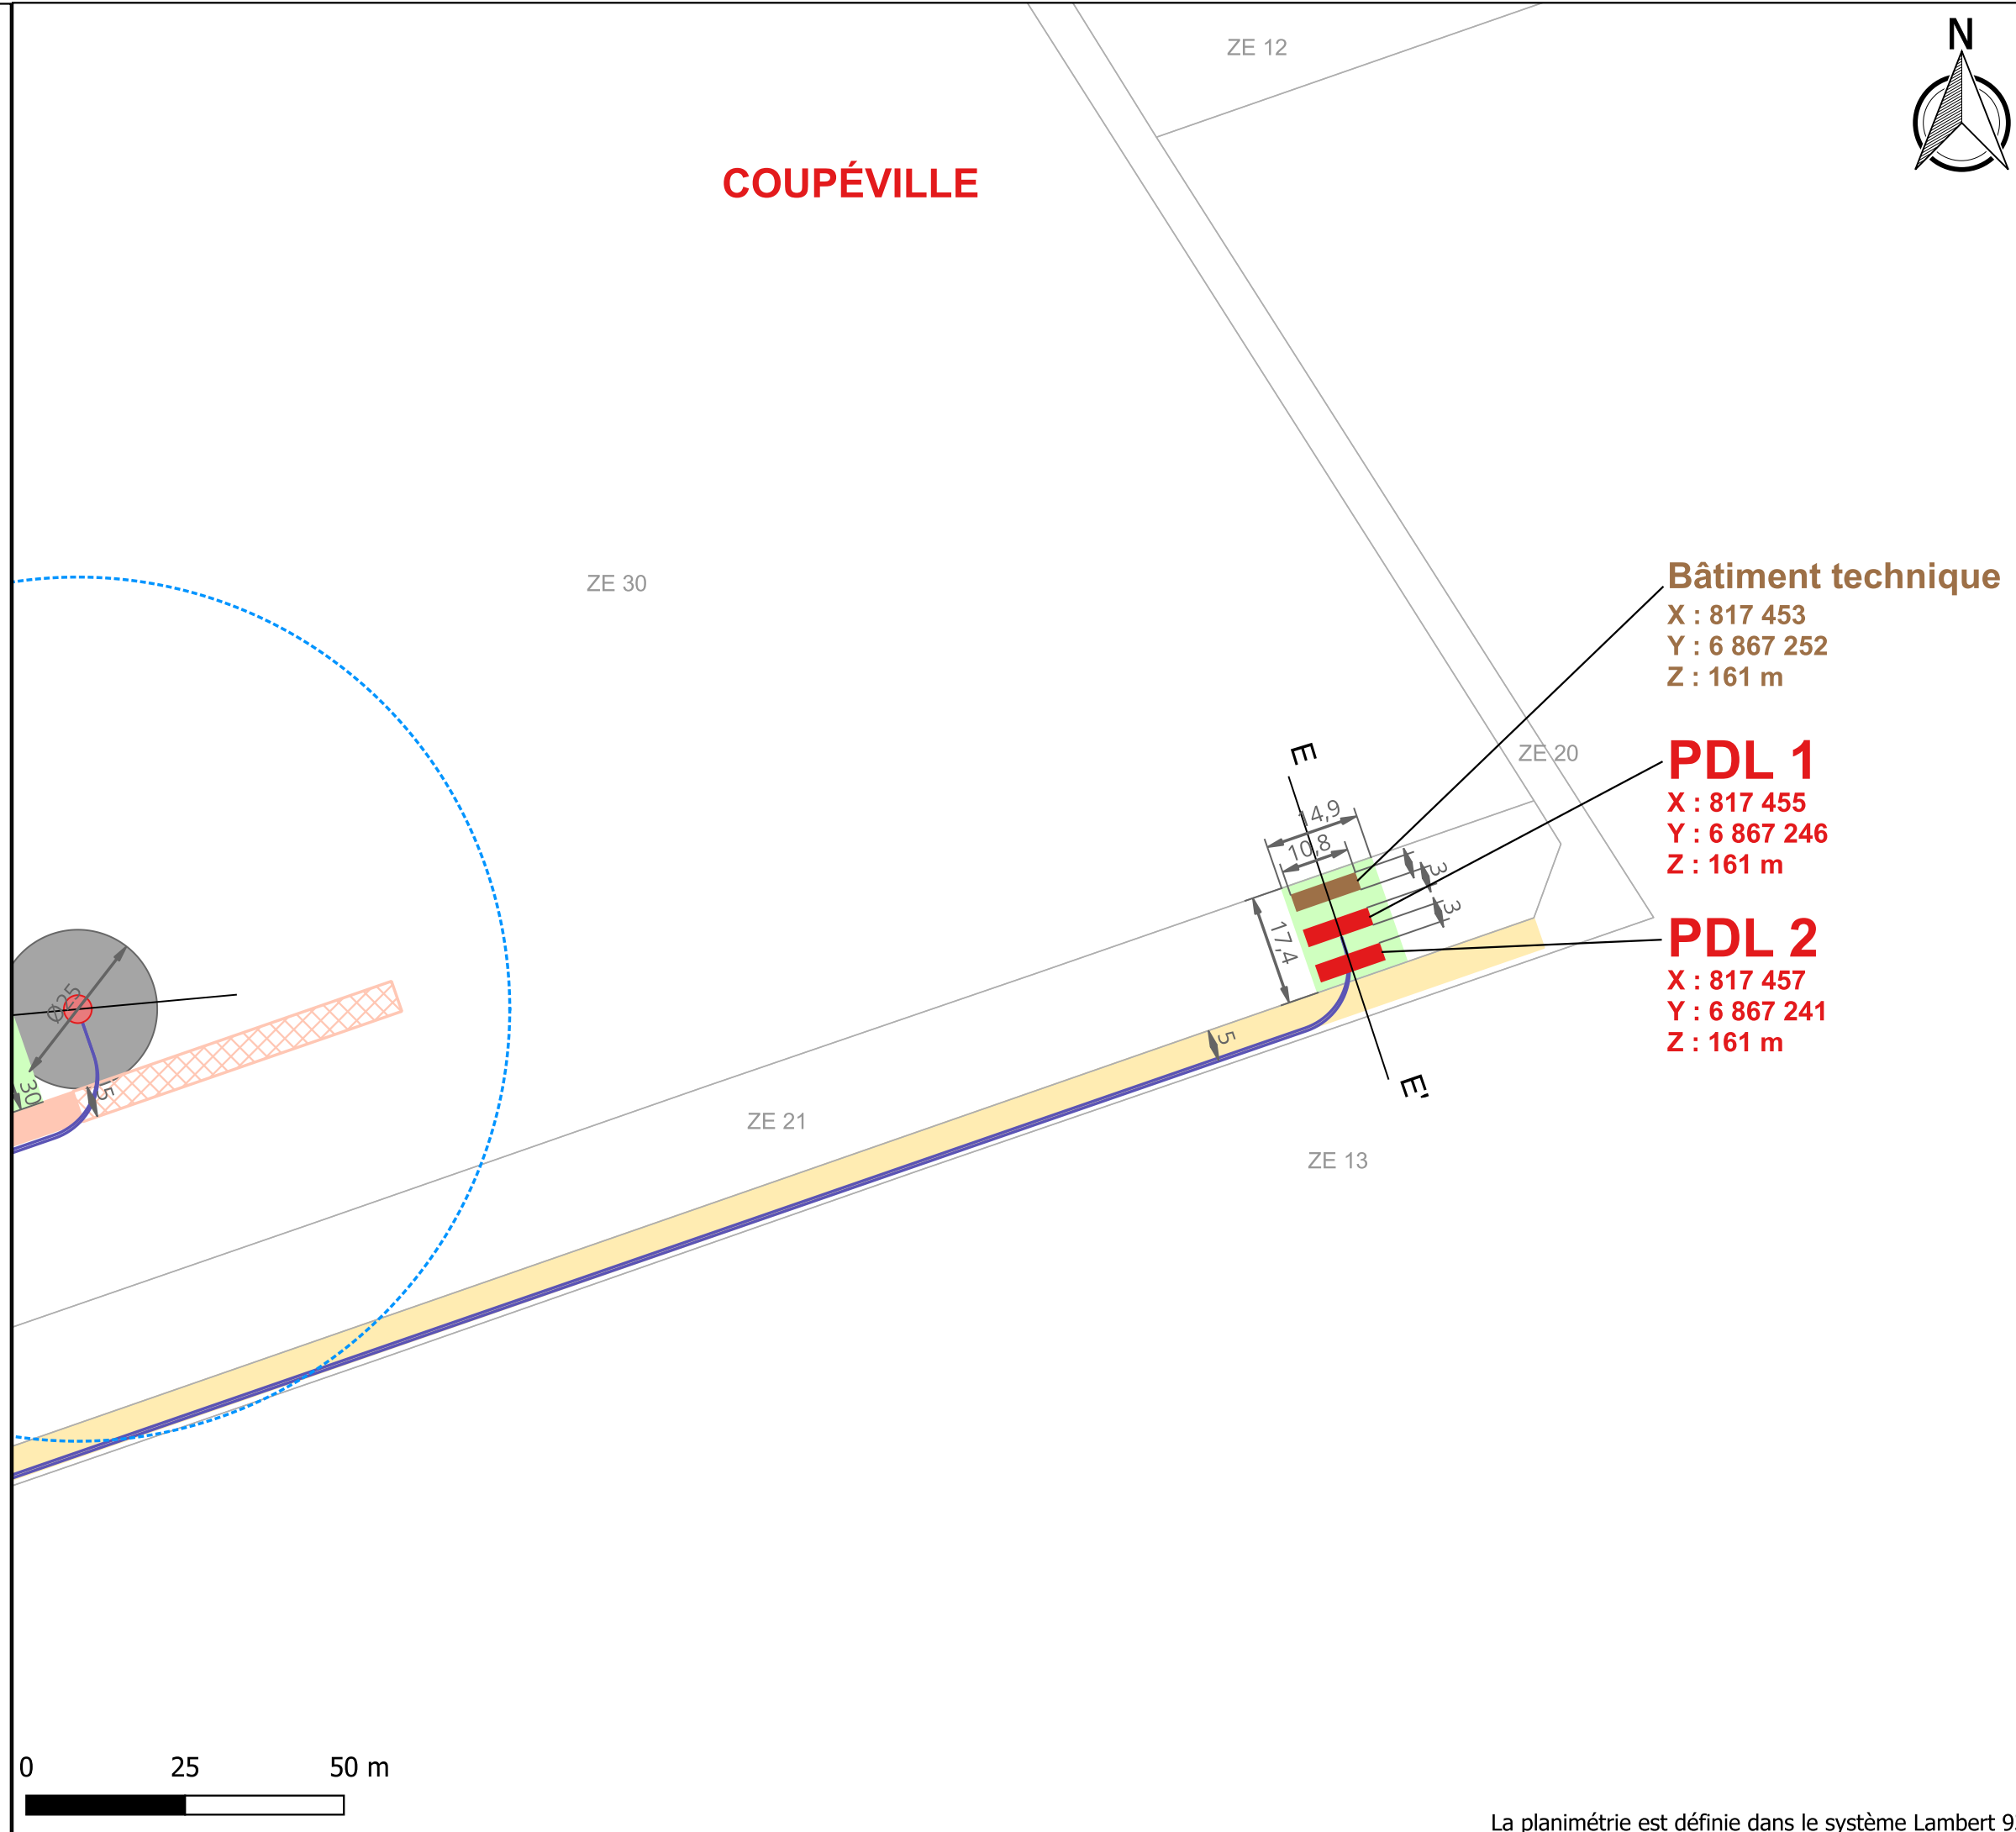 N
ZE 12
COUPÉVILLE
ZE 30
Bâtiment technique
X : 817 453
Y : 6 867 252
Z : 161 m
ZE 20
PDL 1
X : 817 455
Y : 6 867 246
Z : 161 m
PDL 2
X : 817 457
Y : 6 867 241
Z : 161 m
E
14,9
10,8
3
3
17,4
5
E'
Ø25
30
5
ZE 21
ZE 13
0 25 50 m
La planimétrie est définie dans le système Lambert 9